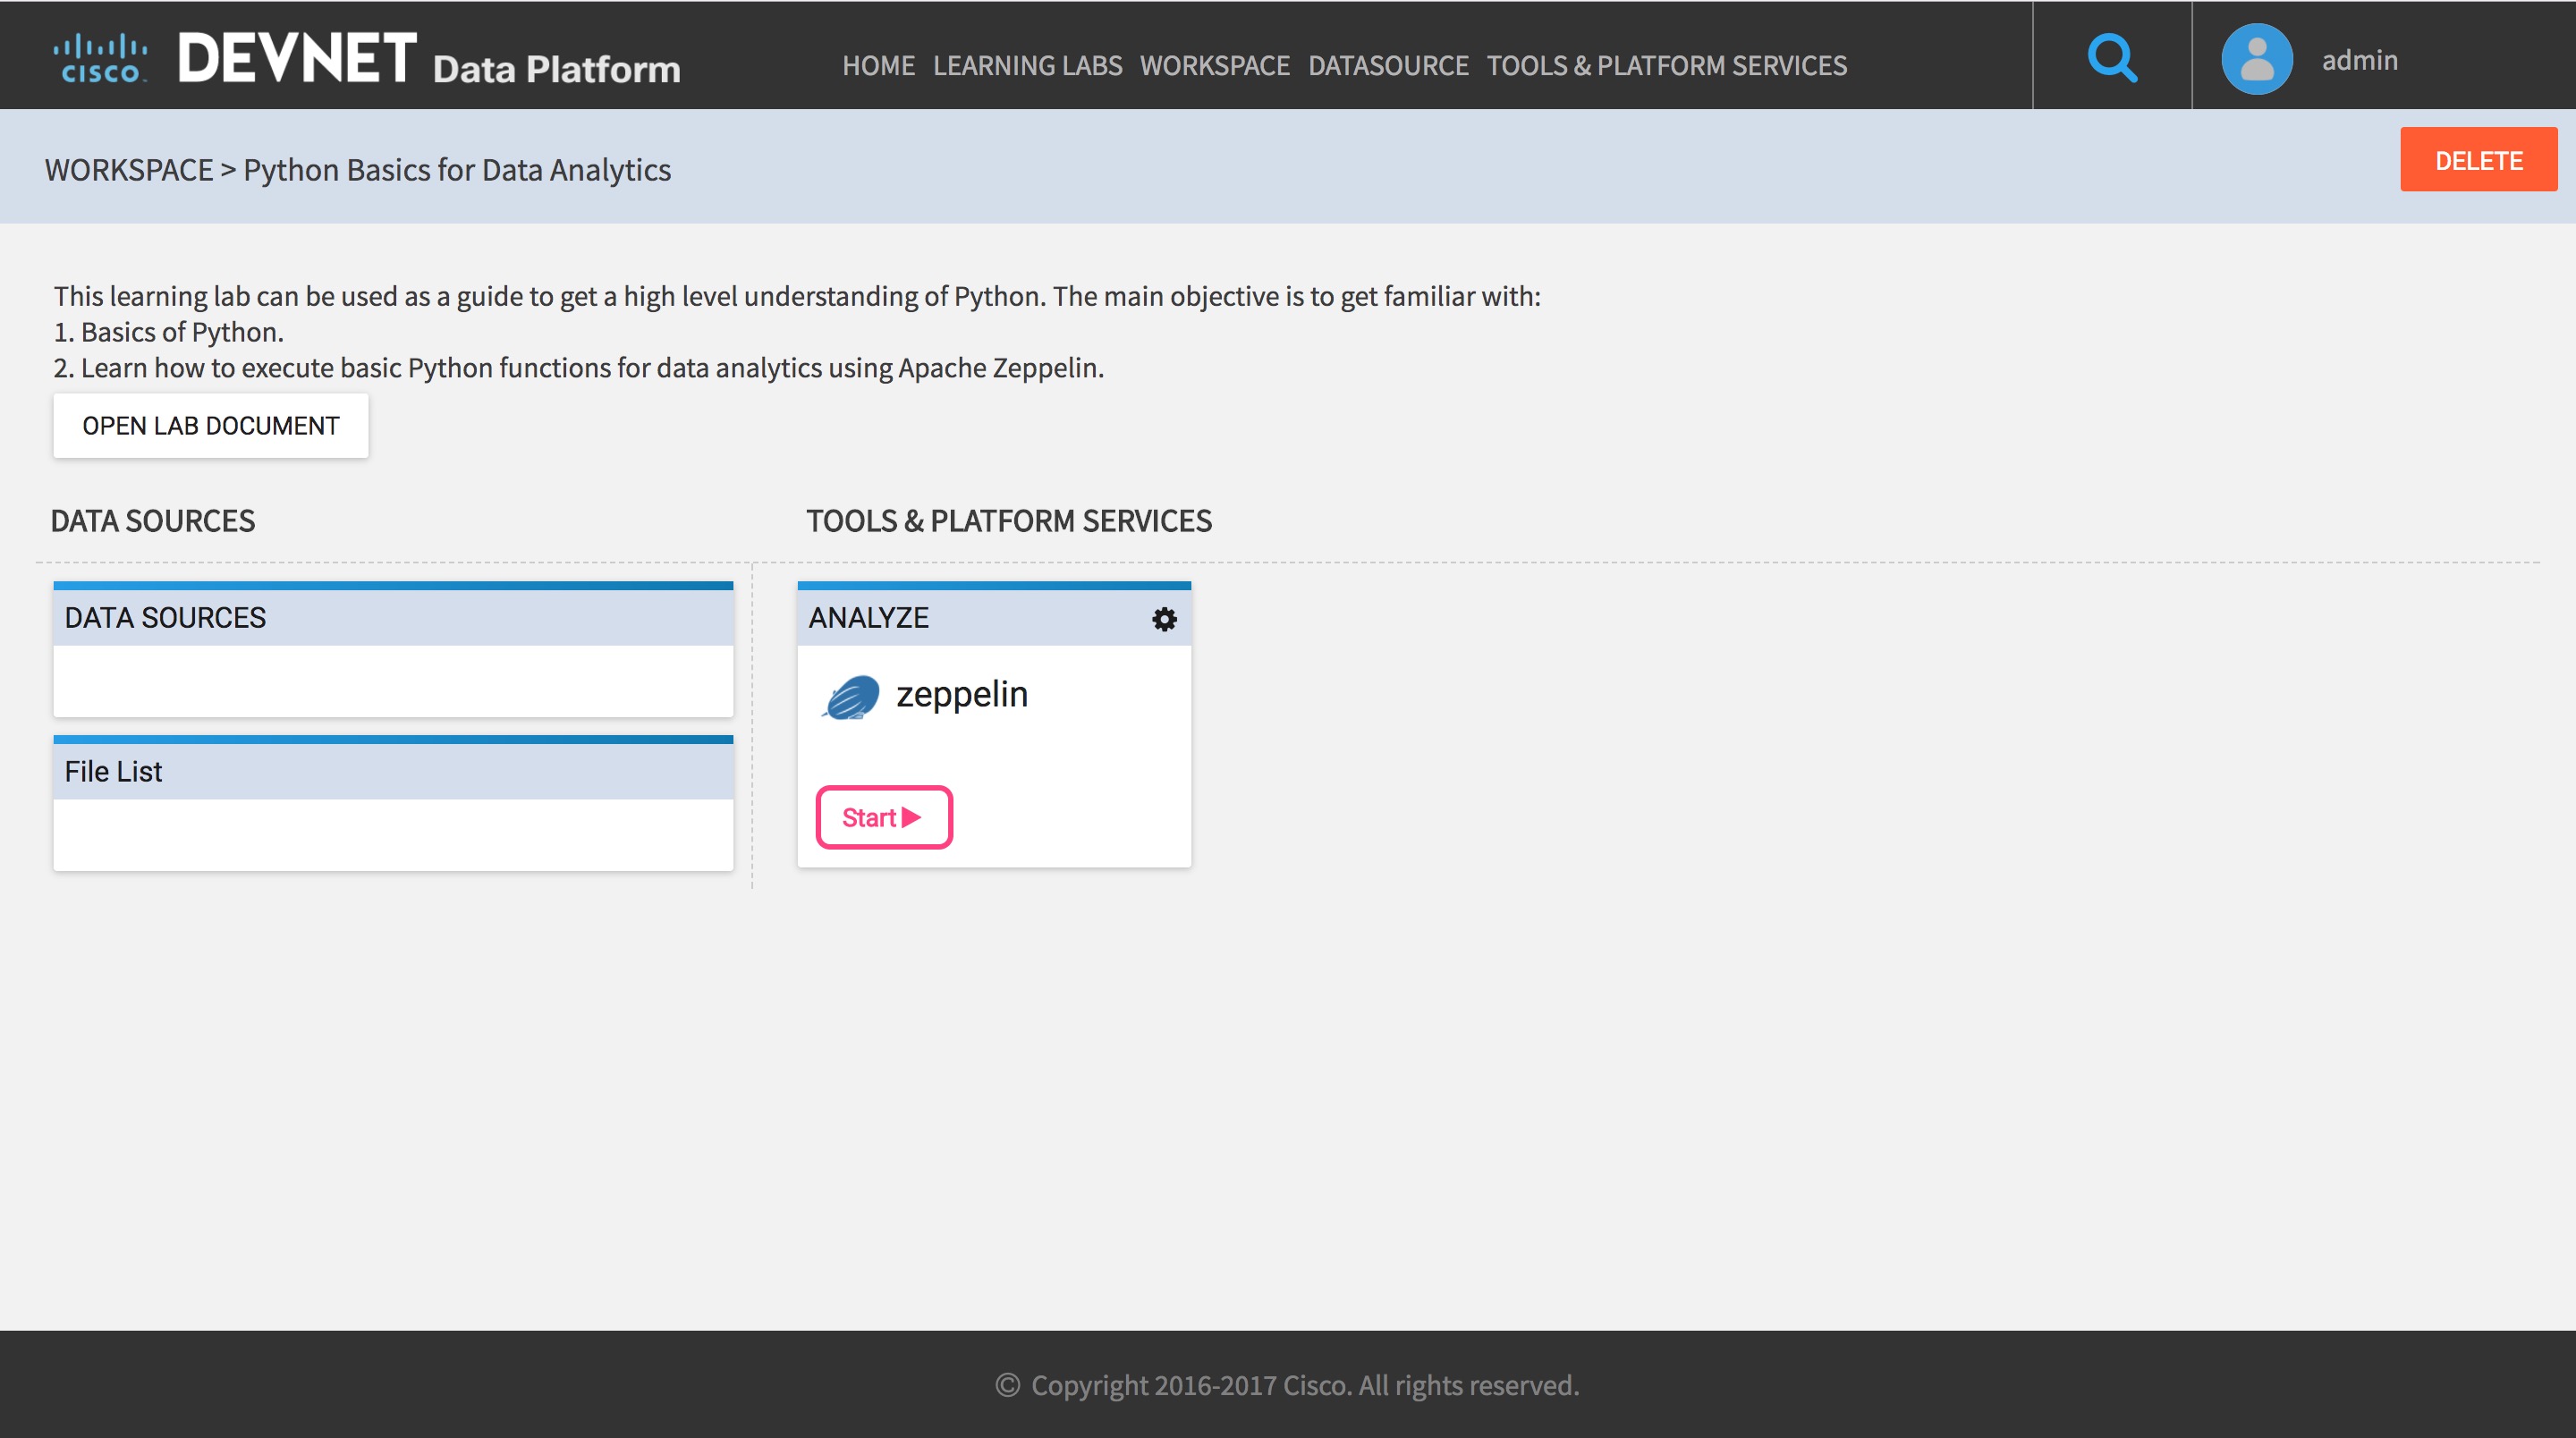 CISCO DEVNET Data Platform HOME LEARNING LABS WORKSPACE DATASOURCE TOOLS & PLATFORM SERVICES admin
WORKSPACE > Python Basics for Data Analytics DELETE
This learning lab can be used as a guide to get a high level understanding of Python. The main objective is to get familiar with:
1. Basics of Python.
2. Learn how to execute basic Python functions for data analytics using Apache Zeppelin.
OPEN LAB DOCUMENT
DATA SOURCES
DATA SOURCES
File List
TOOLS & PLATFORM SERVICES
ANALYZE
zeppelin
Start
© Copyright 2016-2017 Cisco. All rights reserved.